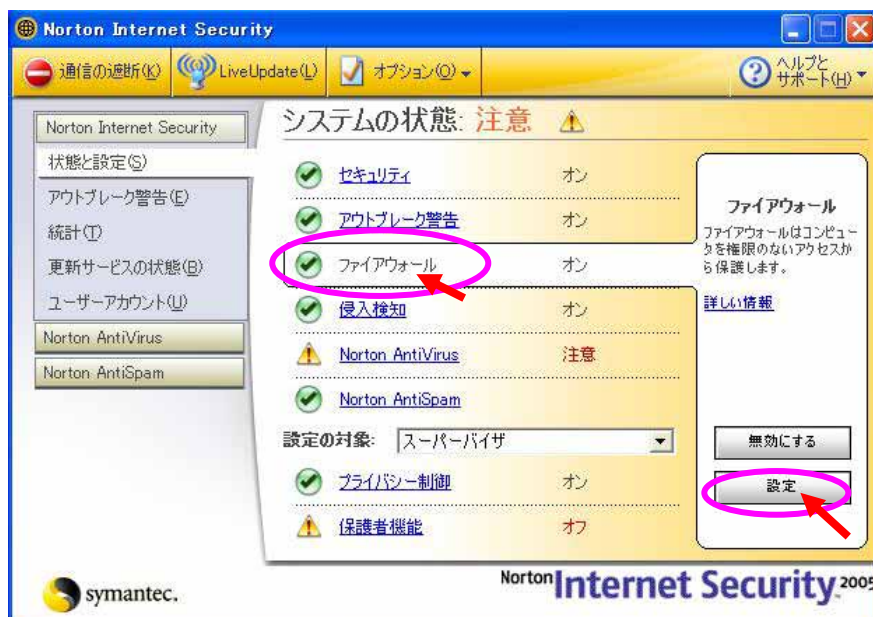 Norton Internet Security
通信の遮断(K)
LiveUpdate(L)
オプション(O)
ヘルプと
サポート(H)
Norton Internet Security
状態と設定(S)
アウトブレーク警告(E)
統計(T)
更新サービスの状態(B)
ユーザーアカウント(U)
Norton AntiVirus
Norton AntiSpam
システムの状態: 注意
セキュリティ オン
アウトブレーク警告 オン
ファイアウォール オン
侵入検知 オン
Norton AntiVirus 注意
Norton AntiSpam
設定の対象: スーパーバイザ
プライバシー制御 オン
保護者機能 オフ
ファイアウォール
ファイアウォールはコンピュー
タを権限のないアクセスか
ら保護します。
詳しい情報
無効にする
設定
symantec.
Norton Internet Security 2005